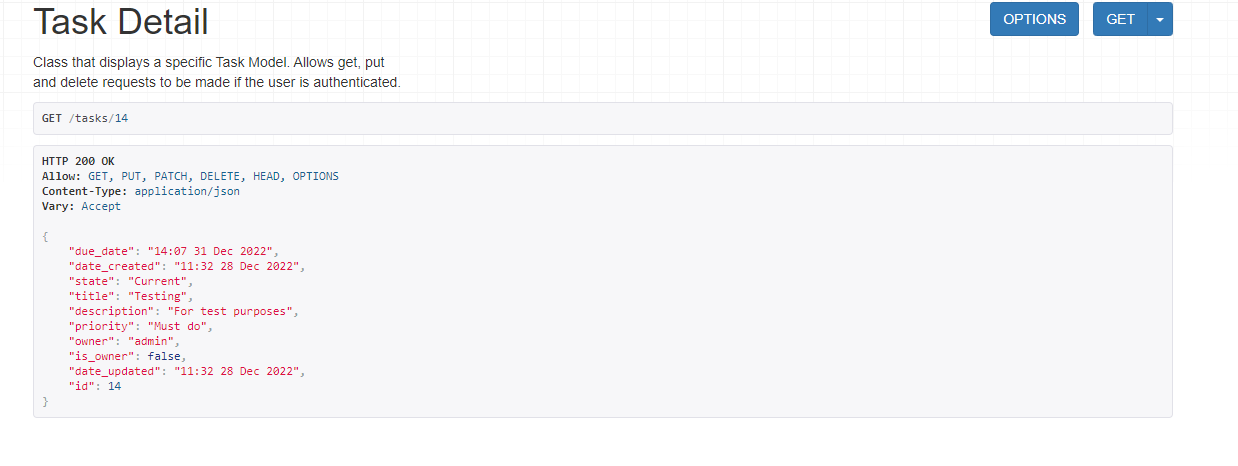 Task Detail
OPTIONS
GET
Class that displays a specific Task Model. Allows get, put
and delete requests to be made if the user is authenticated.
GET /tasks/14
HTTP 200 OK
Allow: GET, PUT, PATCH, DELETE, HEAD, OPTIONS
Content-Type: application/json
Vary: Accept
{
    "due_date": "14:07 31 Dec 2022",
    "date_created": "11:32 28 Dec 2022",
    "state": "Current",
    "title": "Testing",
    "description": "For test purposes",
    "priority": "Must do",
    "owner": "admin",
    "is_owner": false,
    "date_updated": "11:32 28 Dec 2022",
    "id": 14
}